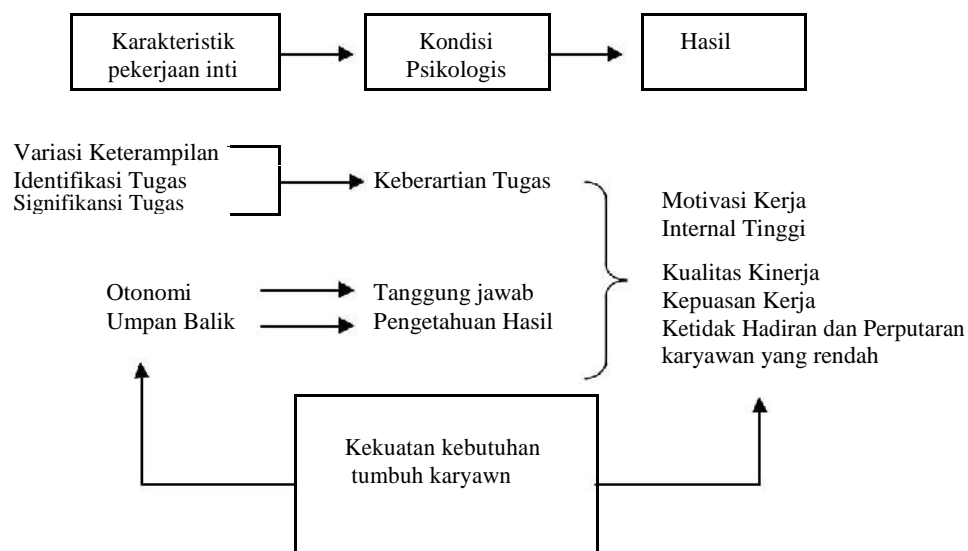 Karakteristik
pekerjaan inti
Kondisi
Psikologis
Hasil
Variasi Keterampilan
Identifikasi Tugas
Signifikansi Tugas
Keberartian Tugas
Motivasi Kerja
Internal Tinggi
Otonomi
Umpan Balik
Tanggung jawab
Pengetahuan Hasil
Kualitas Kinerja
Kepuasan Kerja
Ketidak Hadiran dan Perputaran
karyawan yang rendah
Kekuatan kebutuhan
tumbuh karyawn